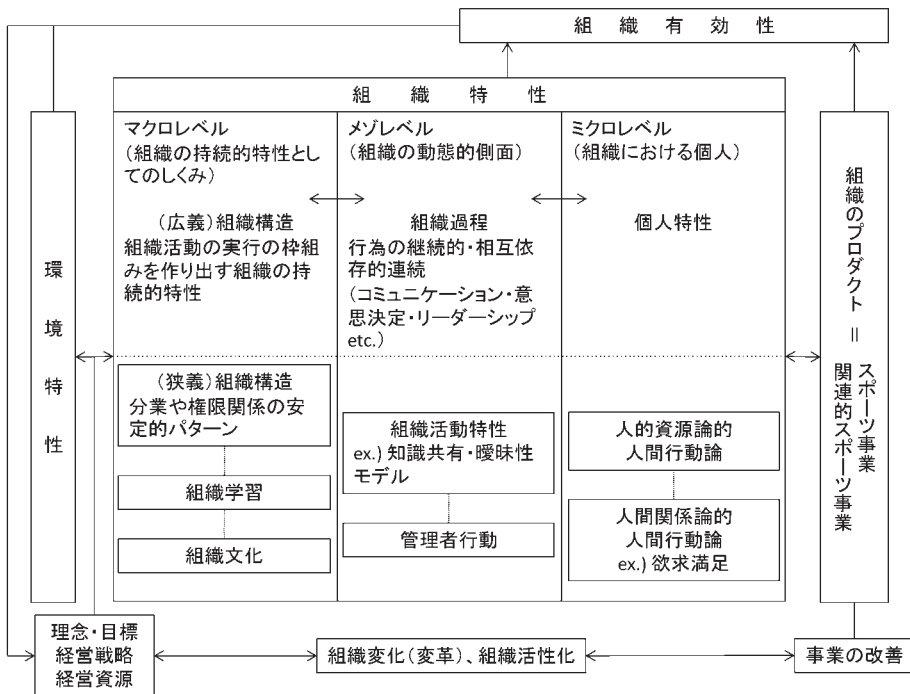 組織有効性
組織特性
マクロレベル
(組織の持続的特性とし
てのしくみ)
(広義)組織構造
組織活動の実行の枠組
みを作り出す組織の持
続的特性
メゾレベル
(組織の動態的側面)
組織過程
行為の継続的・相互依
存的連続
(コミュニケーション・意
思決定・リーダーシップ
etc.)
ミクロレベル
(組織における個人)
個人特性
環境特性
(狭義)組織構造
分業や権限関係の安
定的パターン
組織学習
組織文化
組織活動特性
ex.) 知識共有・曖昧性
モデル
管理者行動
人的資源論的
人間行動論
人間関係論的
人間行動論
ex.) 欲求満足
組織のプロダクト = スポーツ事業
関連的スポーツ事業
理念・目標
経営戦略
経営資源
組織変化(変革)、組織活性化
事業の改善